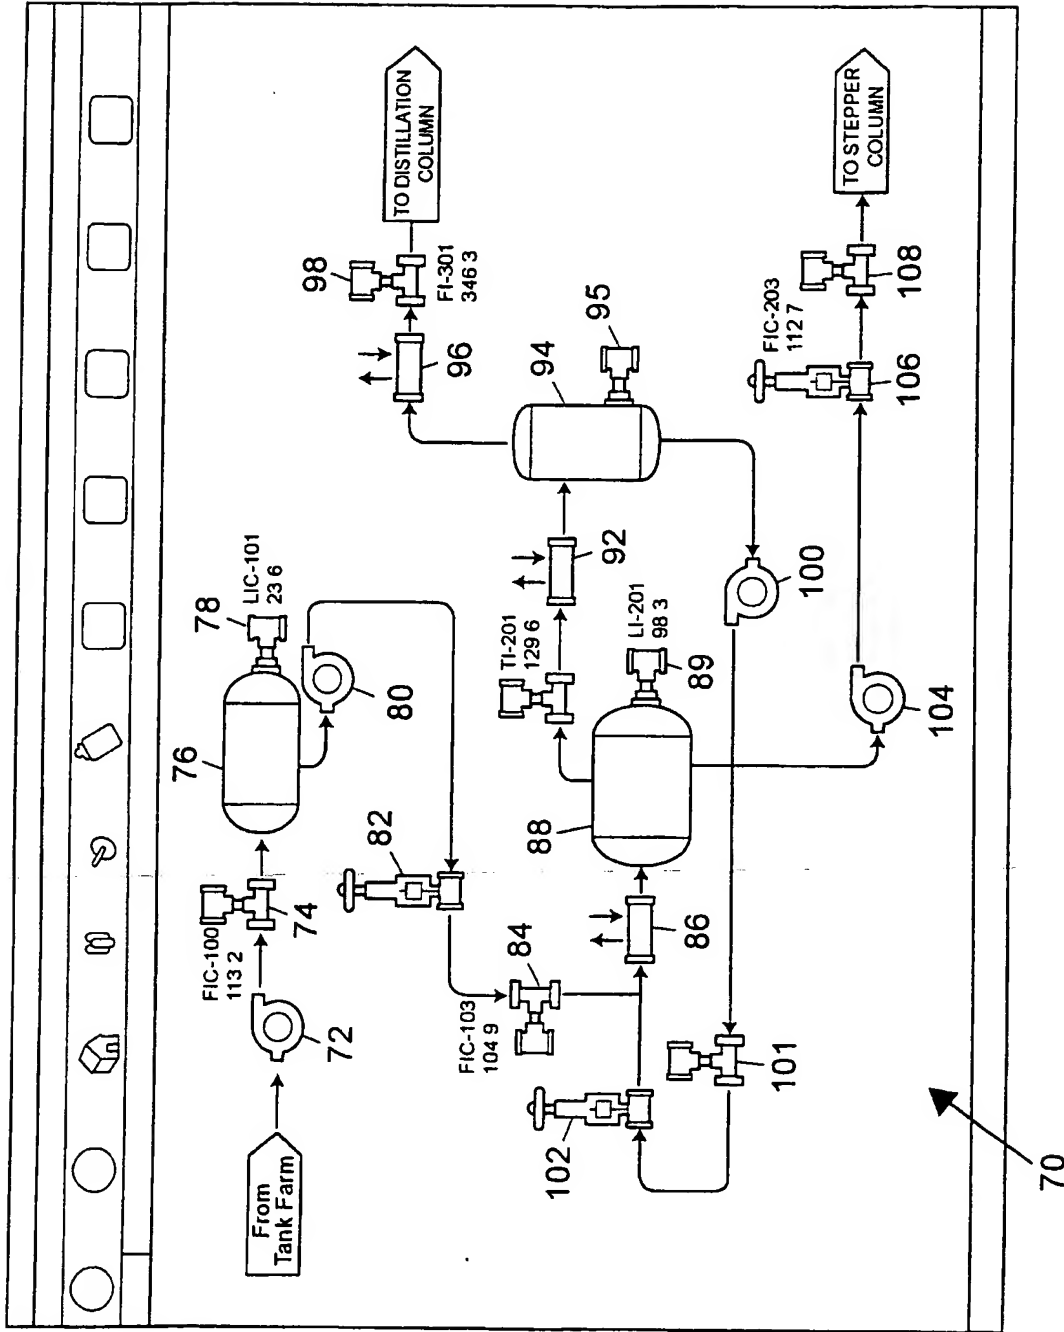 From
Tank Farm
72
FIC-100
113 2
74
76
78
LIC-101
23 6
80
82
FIC-103
104 9
84
102
101
86
88
89
LI-201
98 3
TI-201
129 6
92
94
95
96
98
FI-301
346 3
TO DISTILLATION
COLUMN
100
104
FIC-203
112 7
106
108
TO STEPPER
COLUMN
70